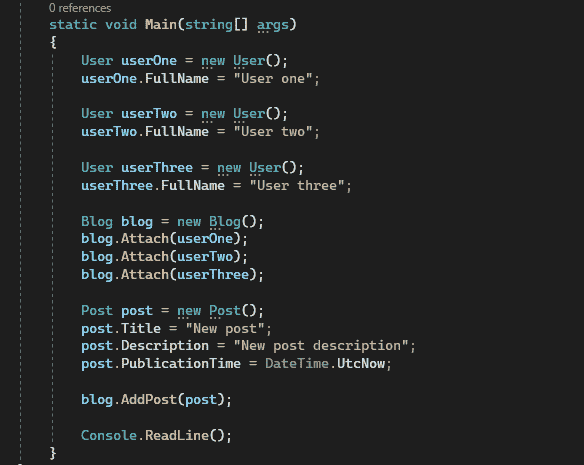 0 references
static void Main(string[] args)
{
User userOne = new User();
userOne.FullName = "User one";
User userTwo = new User();
userTwo.FullName = "User two";
User userThree = new User();
userThree.FullName = "User three";
Blog blog = new Blog();
blog.Attach(userOne);
blog.Attach(userTwo);
blog.Attach(userThree);
Post post = new Post();
post.Title = "New post";
post.Description = "New post description";
post.PublicationTime = DateTime.UtcNow;
blog.AddPost(post);
Console.ReadLine();
}